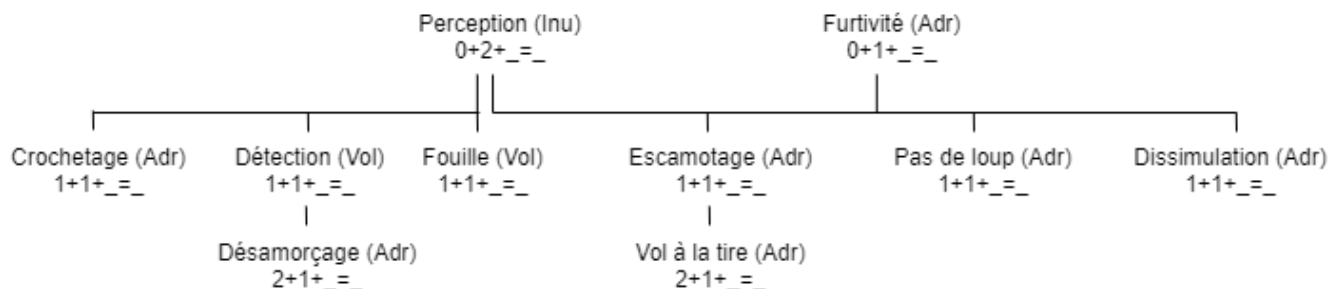 Perception (Inu)
0+2+_=_
Furtivité (Adr)
0+1+_=_
Crochetage (Adr)
1+1+_=_
Détection (Vol)
1+1+_=_
Fouille (Vol)
1+1+_=_
Escamotage (Adr)
1+1+_=_
Pas de loup (Adr)
1+1+_=_
Dissimulation (Adr)
1+1+_=_
Désamorçage (Adr)
2+1+_=_
Vol à la tire (Adr)
2+1+_=_